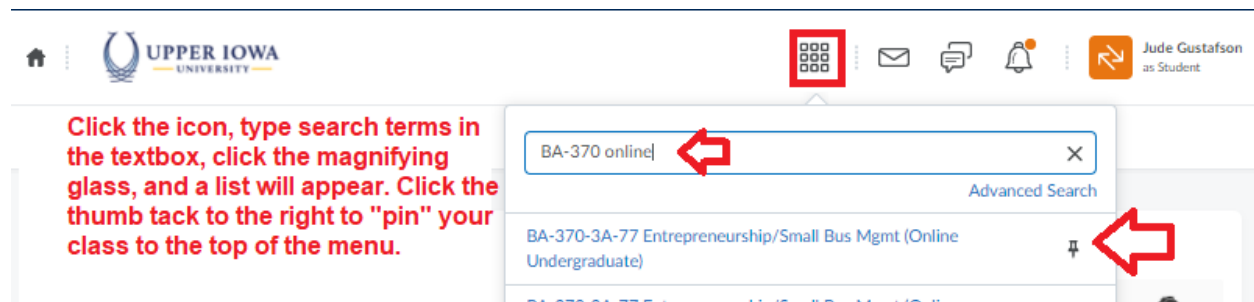 UPPER IOWA
UNIVERSITY
Jude Gustafson
as Student
Click the icon, type search terms in
the textbox, click the magnifying
glass, and a list will appear. Click the
thumb tack to the right to "pin" your
class to the top of the menu.
BA-370 online
Advanced Search
BA-370-3A-77 Entrepreneurship/Small Bus Mgmt (Online
Undergraduate)